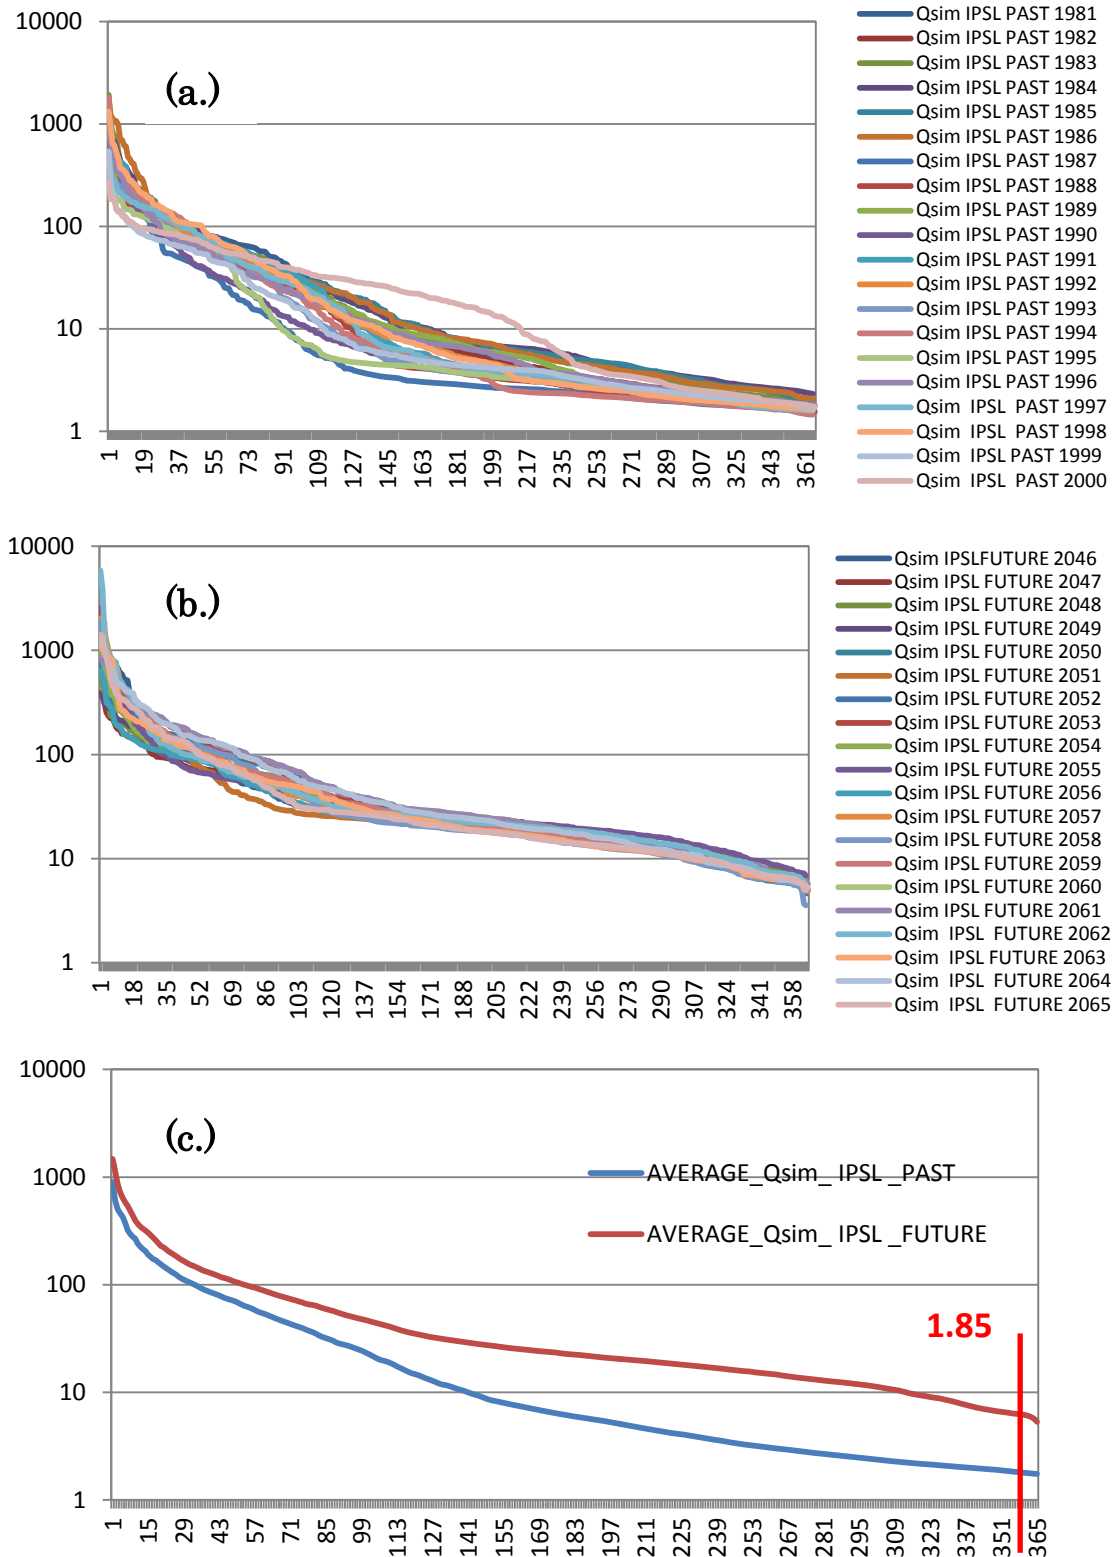 10000
1000
100
10
1
(a.)
1 19 37 55 73 91 109 127 145 163 181 199 217 235 253 271 289 307 325 343 361
Qsim IPSL PAST 1981
Qsim IPSL PAST 1982
Qsim IPSL PAST 1983
Qsim IPSL PAST 1984
Qsim IPSL PAST 1985
Qsim IPSL PAST 1986
Qsim IPSL PAST 1987
Qsim IPSL PAST 1988
Qsim IPSL PAST 1989
Qsim IPSL PAST 1990
Qsim IPSL PAST 1991
Qsim IPSL PAST 1992
Qsim IPSL PAST 1993
Qsim IPSL PAST 1994
Qsim IPSL PAST 1995
Qsim IPSL PAST 1996
Qsim IPSL PAST 1997
Qsim IPSL PAST 1998
Qsim IPSL PAST 1999
Qsim IPSL PAST 2000
10000
1000
100
10
1
(b.)
1 18 35 52 69 86 103 120 137 154 171 188 205 222 239 256 273 290 307 324 341 358
Qsim IPSLFUTURE 2046
Qsim IPSL FUTURE 2047
Qsim IPSL FUTURE 2048
Qsim IPSL FUTURE 2049
Qsim IPSL FUTURE 2050
Qsim IPSL FUTURE 2051
Qsim IPSL FUTURE 2052
Qsim IPSL FUTURE 2053
Qsim IPSL FUTURE 2054
Qsim IPSL FUTURE 2055
Qsim IPSL FUTURE 2056
Qsim IPSL FUTURE 2057
Qsim IPSL FUTURE 2058
Qsim IPSL FUTURE 2059
Qsim IPSL FUTURE 2060
Qsim IPSL FUTURE 2061
Qsim IPSL FUTURE 2062
Qsim IPSL FUTURE 2063
Qsim IPSL FUTURE 2064
Qsim IPSL FUTURE 2065
10000
1000
100
10
1
(c.)
AVERAGE_Qsim_ IPSL _PAST
AVERAGE_Qsim_ IPSL _FUTURE
1.85
1 15 29 43 57 71 85 99 113 127 141 155 169 183 197 211 225 239 253 267 281 295 309 323 337 351 365